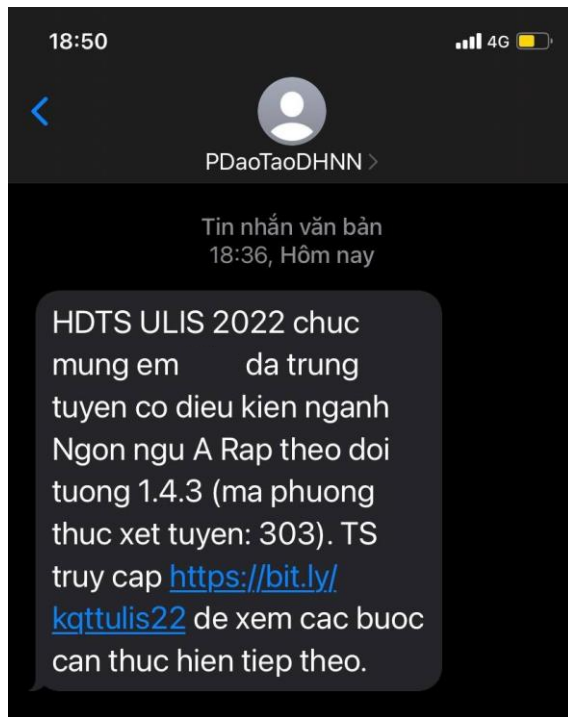 18:50
4G
PDaoTaoDHNN >
Tin nhắn văn bản
18:36, Hôm nay
HDTS ULIS 2022 chuc
mung em da trung
tuyen co dieu kien nganh
Ngon ngu A Rap theo doi
tuong 1.4.3 (ma phuong
thuc xet tuyen: 303). TS
truy cap https://bit.ly/
kqttulis22 de xem cac buoc
can thuc hien tiep theo.